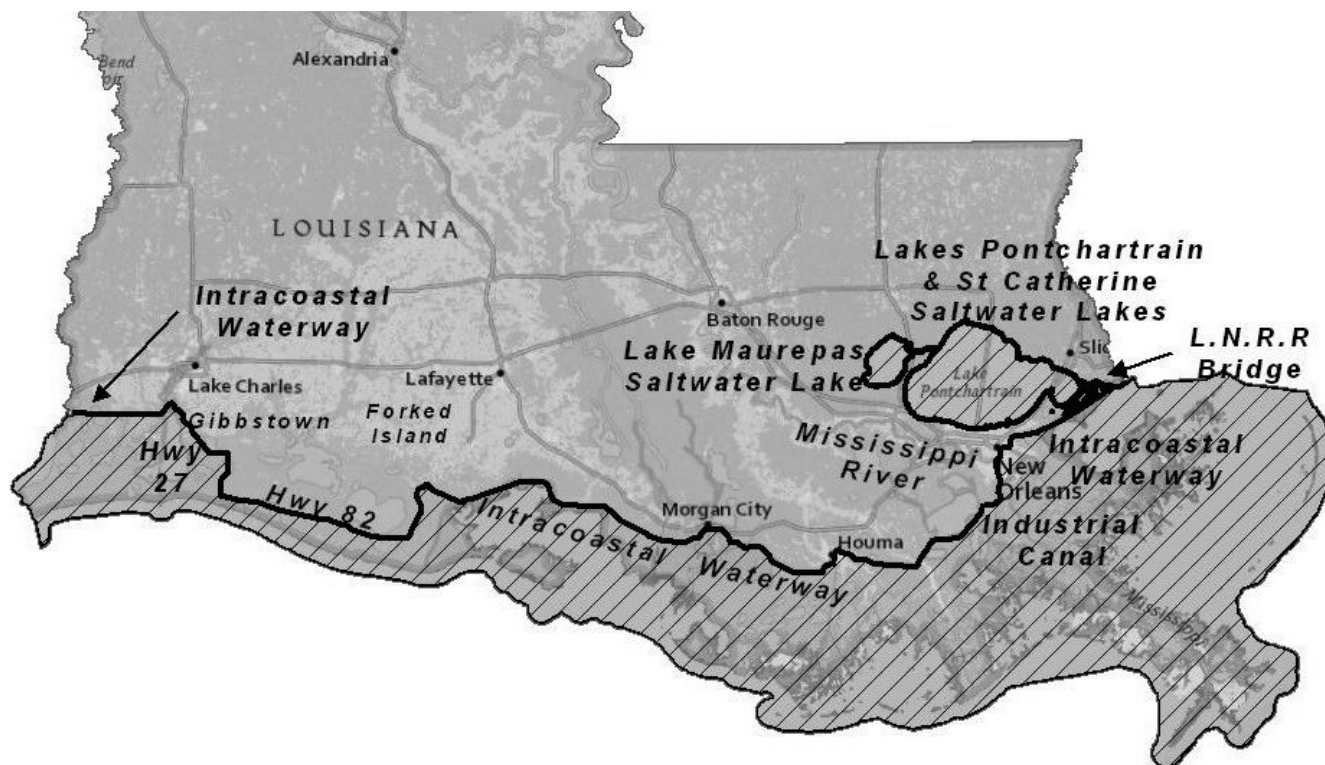 Alexandria
Bend
LOUISIANA
Lakes Pontchartrain
& St Catherine
Saltwater Lakes
Intracoastal
Waterway
Baton Rouge
L.N.R.R
Bridge
Lake Maurepas
Saltwater Lake
Slid
Lake Charles
Lafayette
Lake
Pontchartrain
Gibbstown
Forked
Island
Mississippi
River
Intracoastal
Waterway
Hwy
27
New
Orleans
Hwy 82
Morgan City
Intracoastal Waterway
Houma
Industrial
Canal
Mississippi